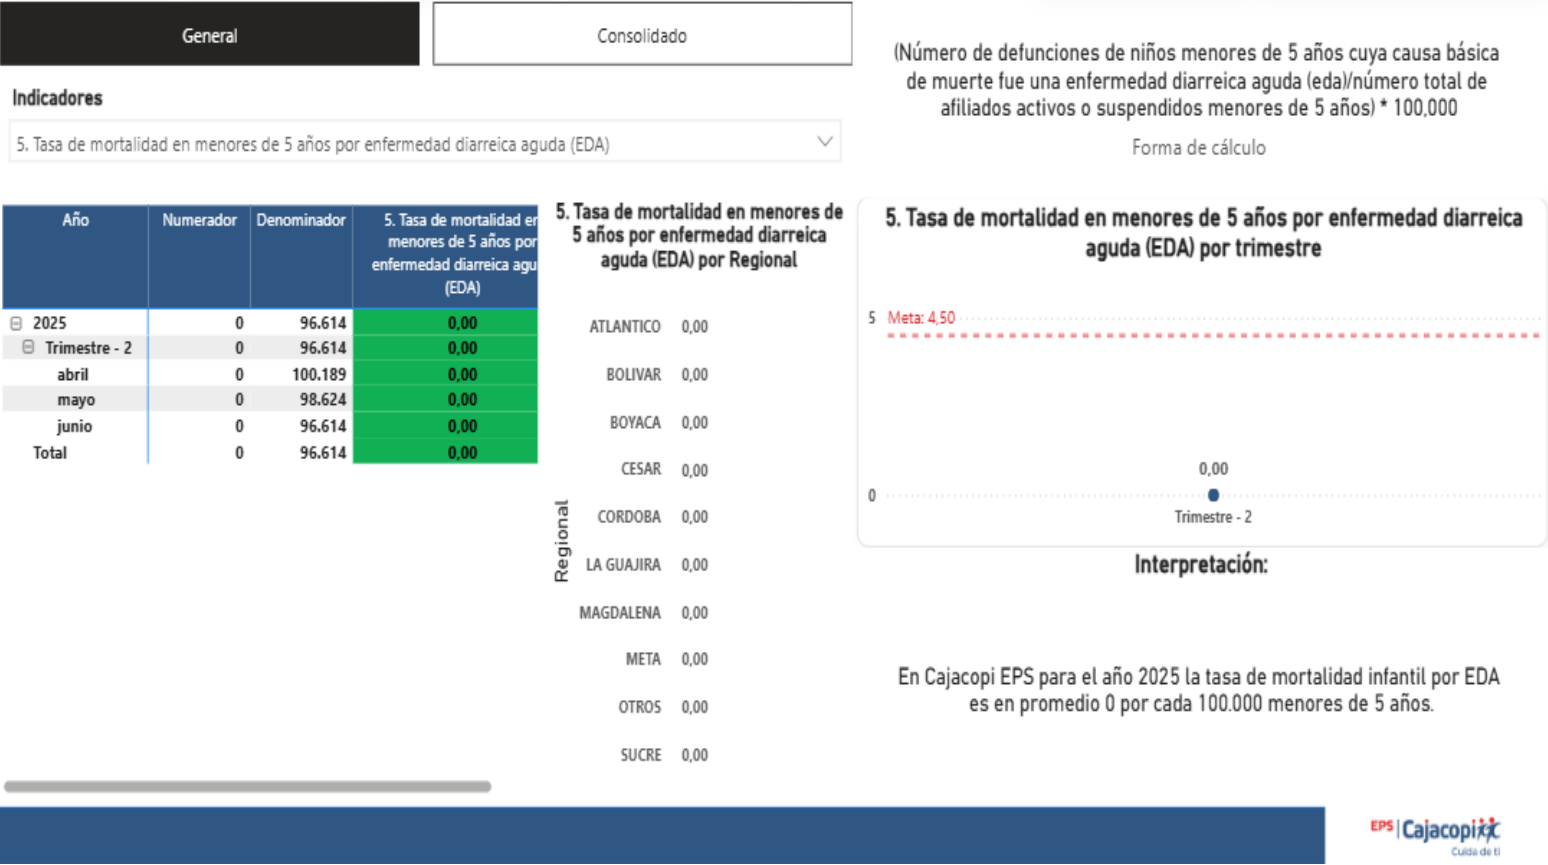 General
Consolidado
Indicadores
5. Tasa de mortalidad en menores de 5 años por enfermedad diarreica aguda (EDA)
(Número de defunciones de niños menores de 5 años cuya causa básica
de muerte fue una enfermedad diarreica aguda (eda)/número total de
afiliados activos o suspendidos menores de 5 años) * 100,000
Forma de cálculo
Año Numerador Denominador 5. Tasa de mortalidad en
menores de 5 años por
enfermedad diarreica agu
(EDA)
2025 0 96.614 0,00
Trimestre - 2 0 96.614 0,00
abril 0 100.189 0,00
mayo 0 98.624 0,00
junio 0 96.614 0,00
Total 0 96.614 0,00
5. Tasa de mortalidad en menores de
5 años por enfermedad diarreica
aguda (EDA) por Regional
Regional
ATLANTICO 0,00
BOLIVAR 0,00
BOYACA 0,00
CESAR 0,00
CORDOBA 0,00
LA GUAJIRA 0,00
MAGDALENA 0,00
META 0,00
OTROS 0,00
SUCRE 0,00
5. Tasa de mortalidad en menores de 5 años por enfermedad diarreica
aguda (EDA) por trimestre
5 Meta: 4,50
0,00
0
Trimestre - 2
Interpretación:
En Cajacopi EPS para el año 2025 la tasa de mortalidad infantil por EDA
es en promedio 0 por cada 100.000 menores de 5 años.
EPS Cajacopi
Cuida de ti